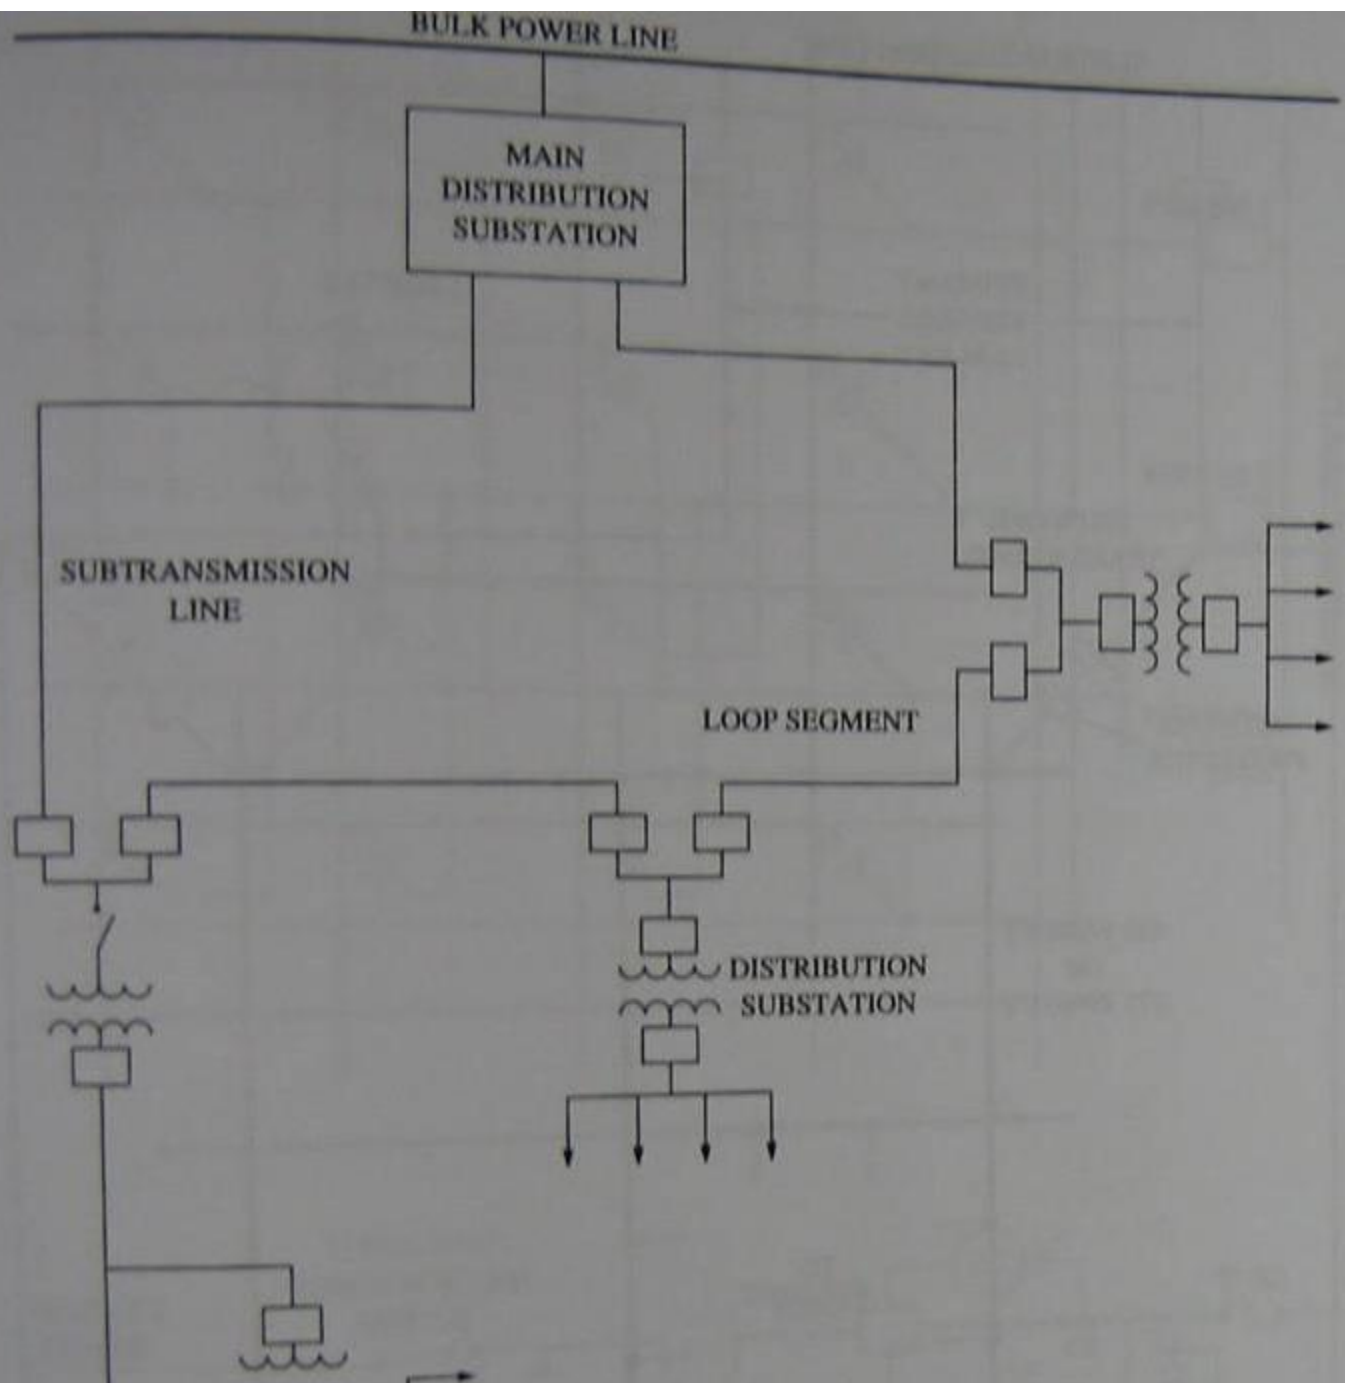 BULK POWER LINE
MAIN
DISTRIBUTION
SUBSTATION
SUBTRANSMISSION
LINE
LOOP SEGMENT
DISTRIBUTION
SUBSTATION